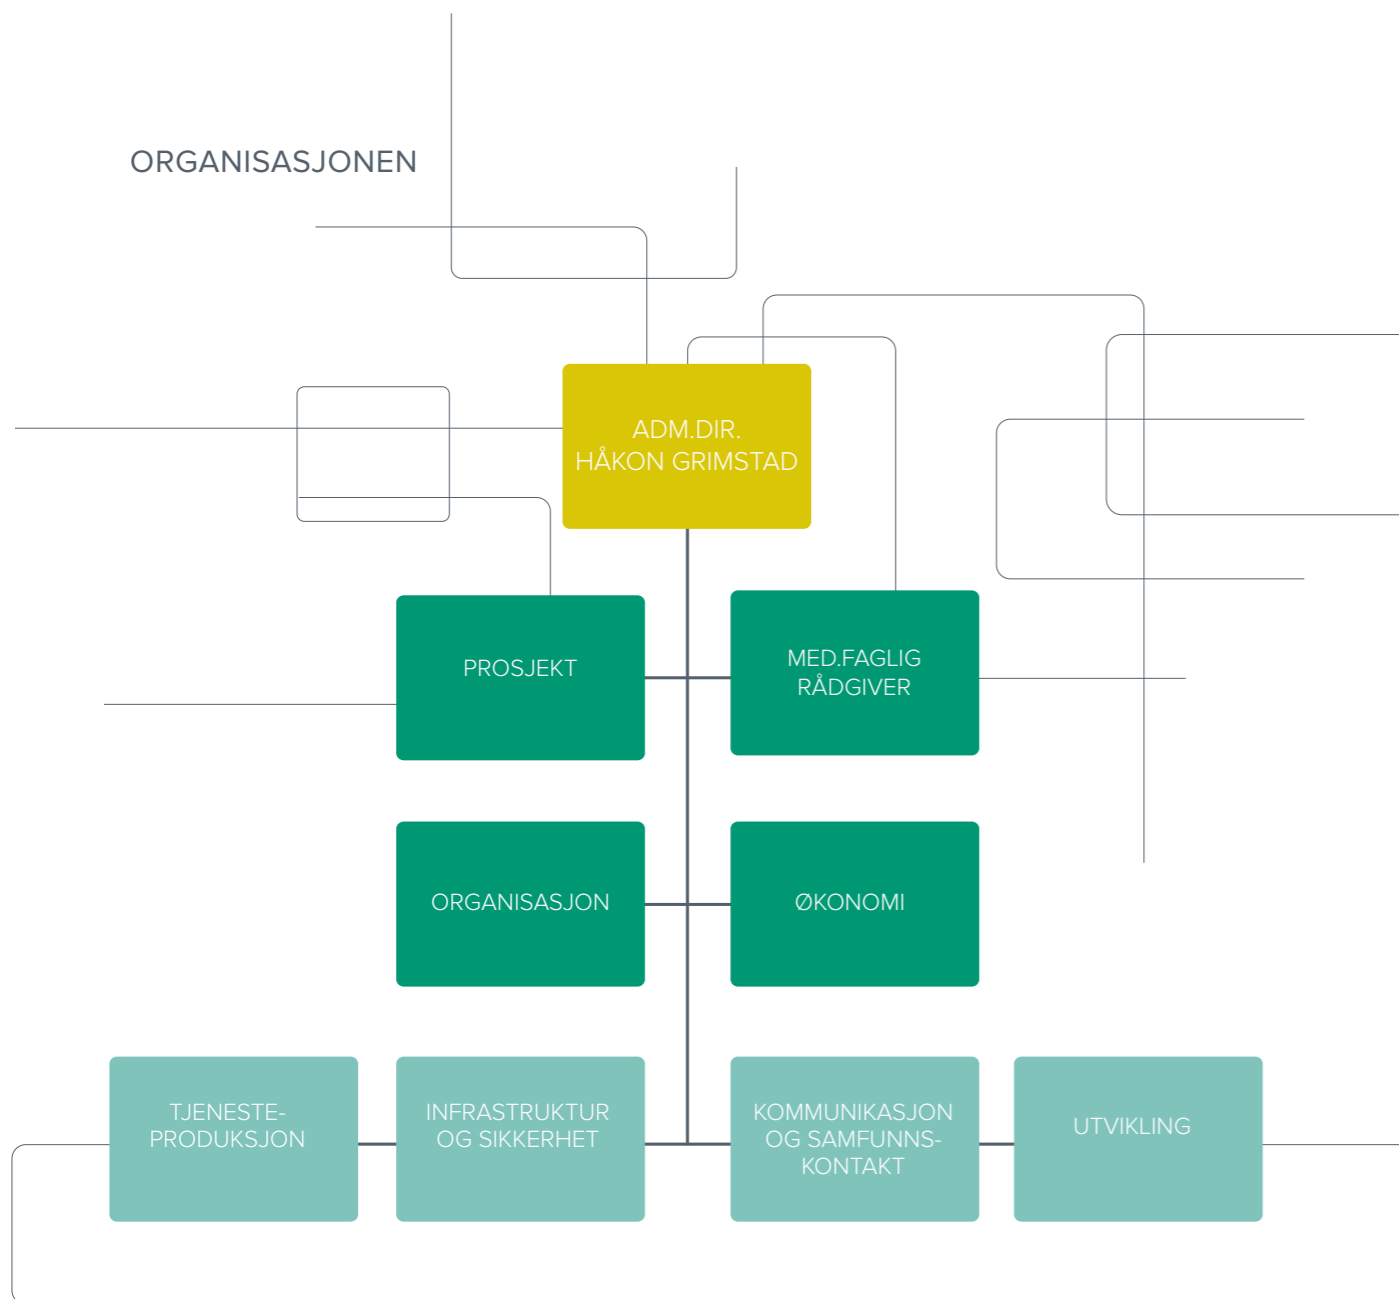 ORGANISASJONEN
ADM.DIR.
HÅKON GRIMSTAD
PROSJEKT
MED.FAGLIG
RÅDGIVER
ORGANISASJON
ØKONOMI
TJENESTE-
PRODUKSJON
INFRASTRUKTUR
OG SIKKERHET
KOMMUNIKASJON
OG SAMFUNNS-
KONTAKT
UTVIKLING